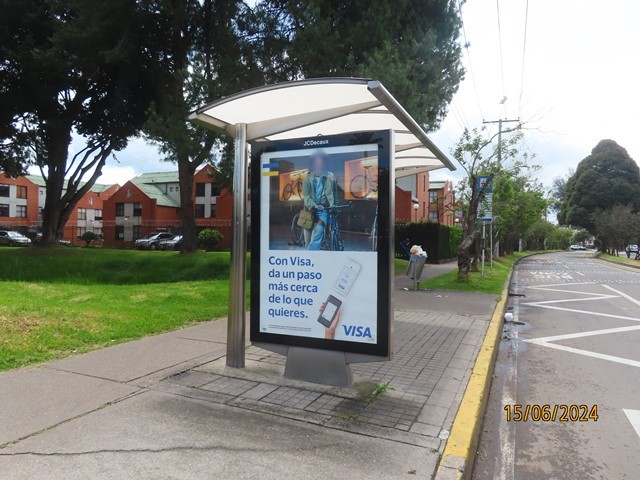 JCDecaux
Con Visa,
da un paso
más cerca
de lo que
quieres.
VISA
15/06/2024